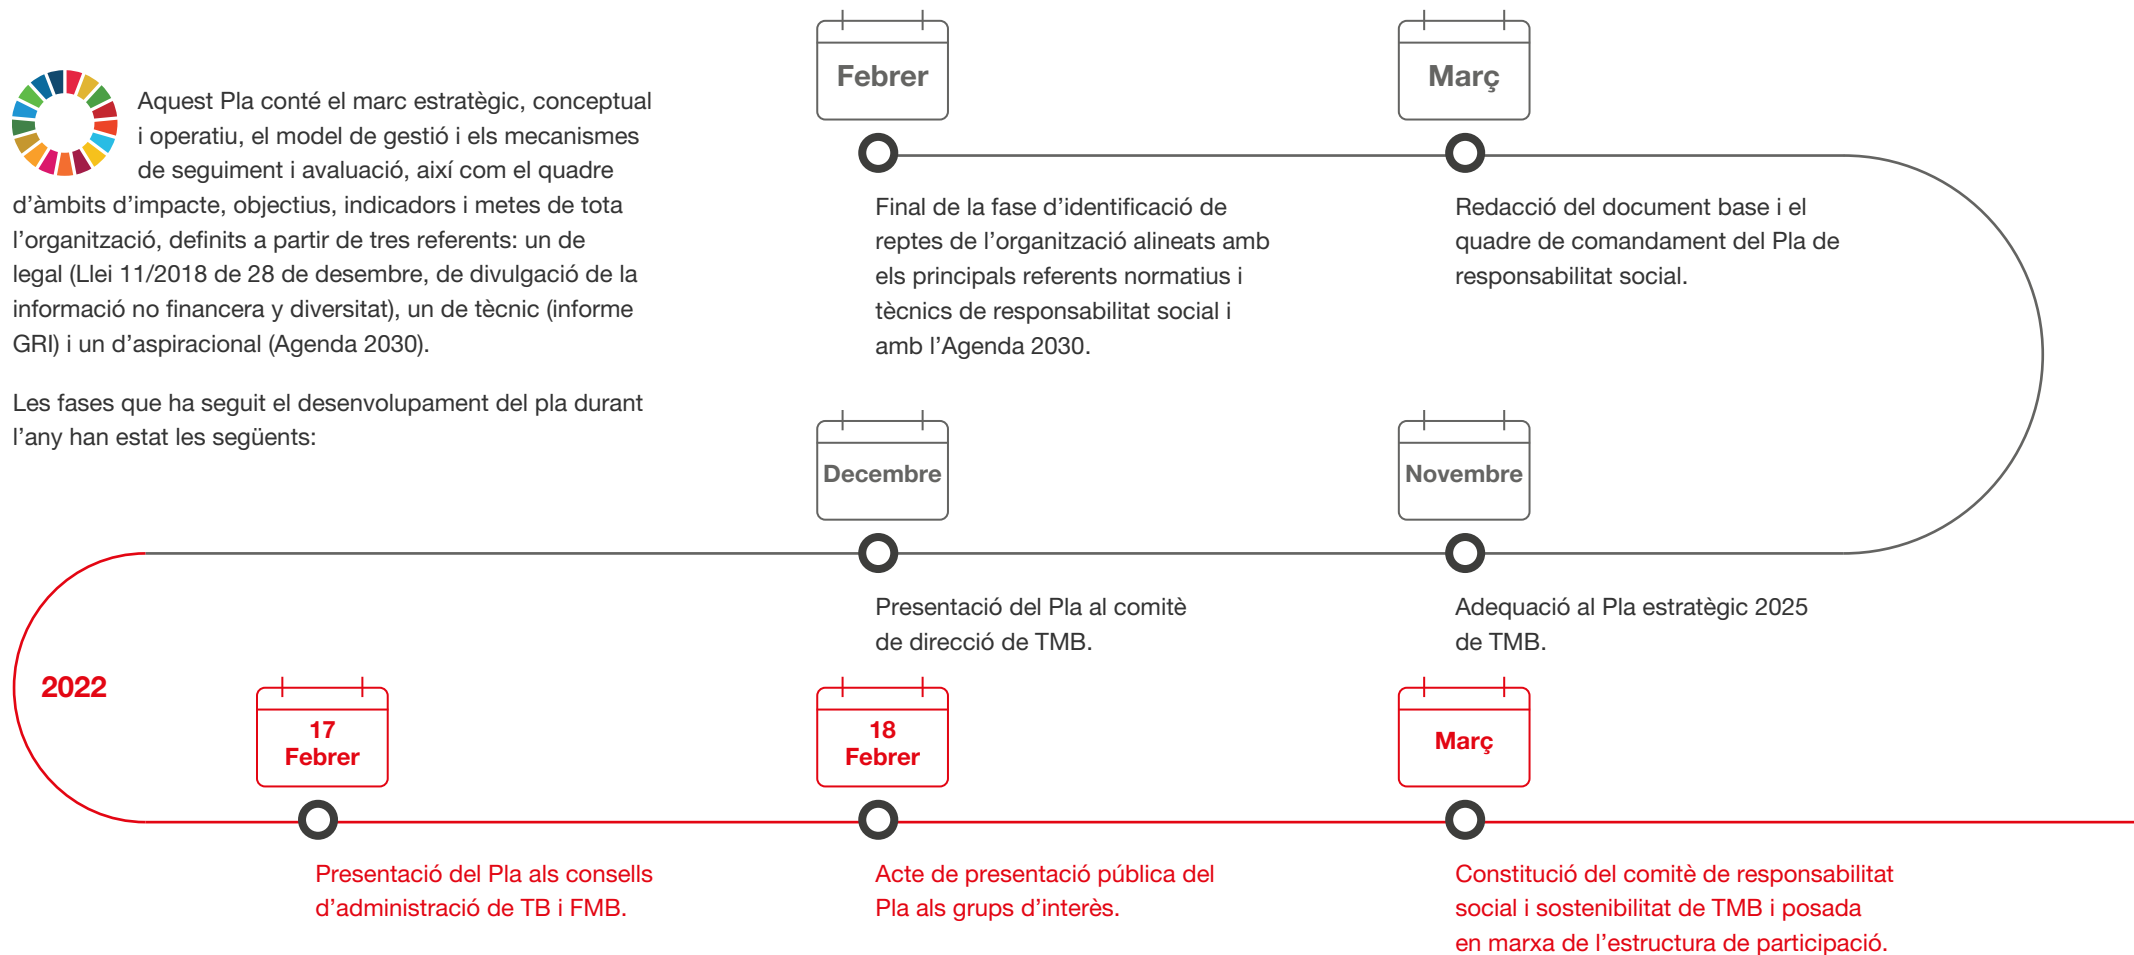 Aquest Pla conté el marc estratègic, conceptual
i operatiu, el model de gestió i els mecanismes
de seguiment i avaluació, així com el quadre
d’àmbits d’impacte, objectius, indicadors i metes de tota
l’organització, definits a partir de tres referents: un de
legal (Llei 11/2018 de 28 de desembre, de divulgació de la
informació no financera y diversitat), un de tècnic (informe
GRI) i un d’aspiracional (Agenda 2030).
Les fases que ha seguit el desenvolupament del pla durant
l’any han estat les següents:
Febrer
Final de la fase d’identificació de
reptes de l’organització alineats amb
els principals referents normatius i
tècnics de responsabilitat social i
amb l’Agenda 2030.
Març
Redacció del document base i el
quadre de comandament del Pla de
responsabilitat social.
Novembre
Adequació al Pla estratègic 2025
de TMB.
Decembre
Presentació del Pla al comitè
de direcció de TMB.
2022
17
Febrer
Presentació del Pla als consells
d’administració de TB i FMB.
18
Febrer
Acte de presentació pública del
Pla als grups d’interès.
Març
Constitució del comitè de responsabilitat
social i sostenibilitat de TMB i posada
en marxa de l’estructura de participació.